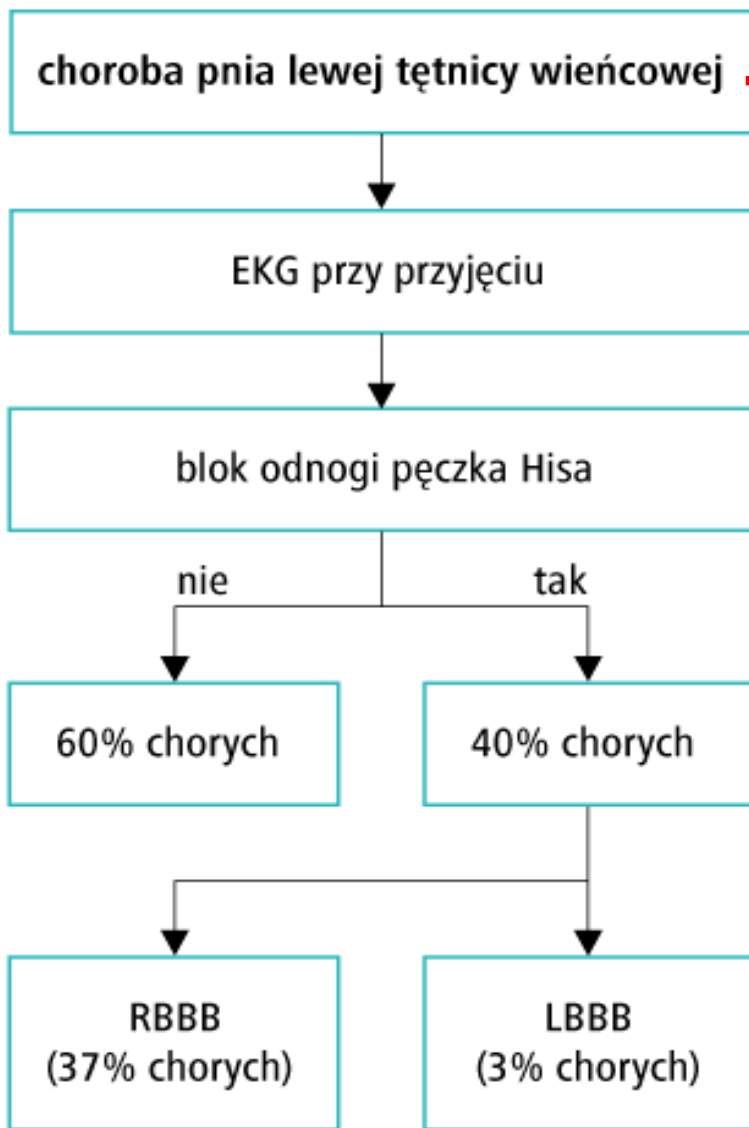 choroba pnia lewej tętnicy wieńcowej
EKG przy przyjęciu
blok odnogi pęczka Hisa
nie
tak
60% chorych
40% chorych
RBBB
(37% chorych)
LBBB
(3% chorych)